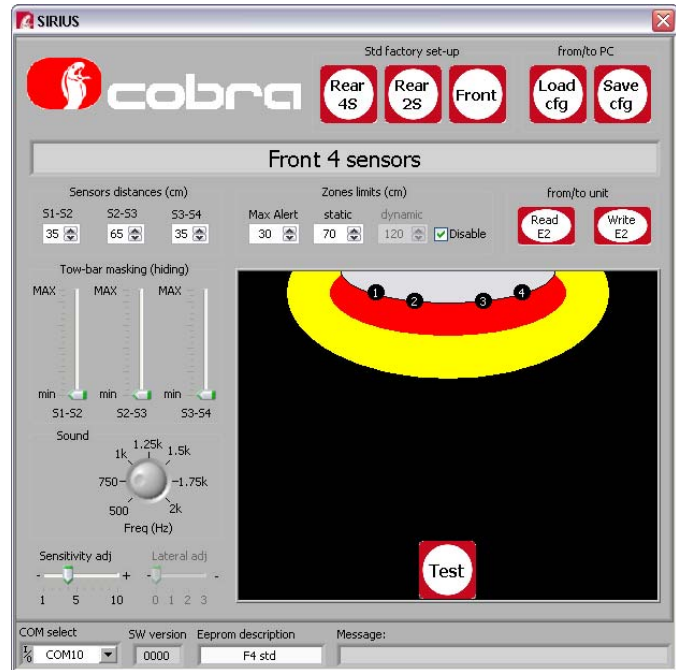 SIRIUS
Std factory set-up from/to PC
cobra
Rear 4S
Rear 2S
Front
Load cfg
Save cfg
Front 4 sensors
Sensors distances (cm) Zones limits (cm) from/to unit
S1-S2 S2-S3 S3-S4 Max Alert static dynamic
35 65 35 30 70 120 Disable
Read E2
Write E2
Tow-bar masking (hiding)
MAX MAX MAX
min min min
S1-S2 S2-S3 S3-S4
1 2 3 4
Sound
1.25k
1k 1.5k
750 1.75k
500 2k
Freq (Hz)
Sensitivity adj Lateral adj
- + - -
1 5 10 0 1 2 3
Test
COM select SW version Eeprom description Message:
I/O COM10 0000 F4 std